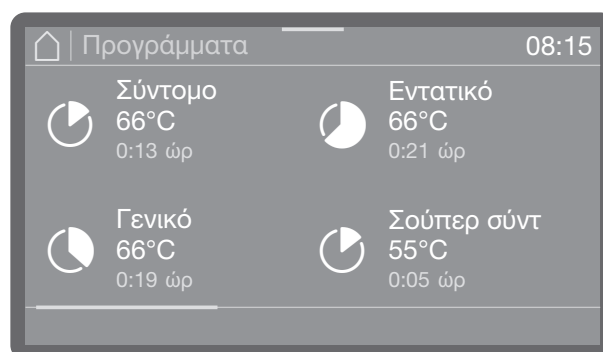 Προγράμματα 08:15
Σύντομο
66°C
0:13 ώρ
Εντατικό
66°C
0:21 ώρ
Γενικό
66°C
0:19 ώρ
Σούπερ σύντ
55°C
0:05 ώρ